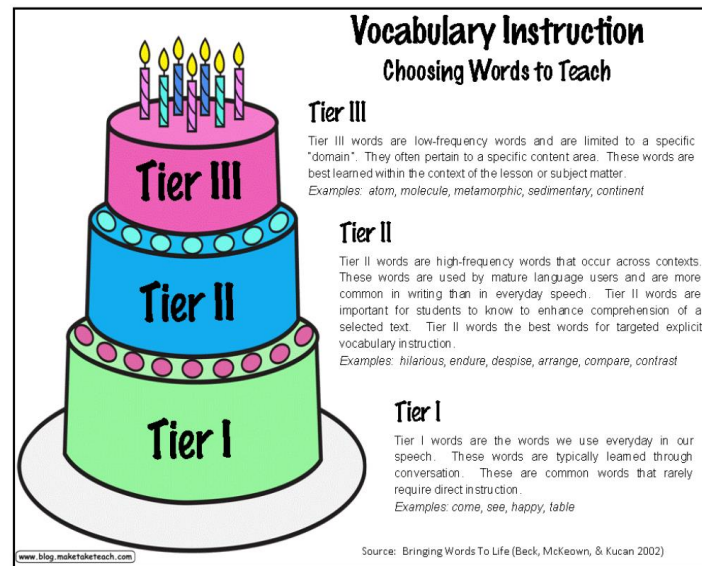 Vocabulary Instruction
Choosing Words to Teach
Tier III
Tier III words are low-frequency words and are limited to a specific
"domain". They often pertain to a specific content area. These words are
best learned within the context of the lesson or subject matter.
Examples: atom, molecule, metamorphic, sedimentary, continent
Tier II
Tier II words are high-frequency words that occur across contexts.
These words are used by mature language users and are more
common in writing than in everyday speech. Tier II words are
important for students to know to enhance comprehension of a
selected text. Tier II words the best words for targeted explicit
vocabulary instruction.
Examples: hilarious, endure, despise, arrange, compare, contrast
Tier I
Tier I words are the words we use everyday in our
speech. These words are typically learned through
conversation. These are common words that rarely
require direct instruction.
Examples: come, see, happy, table
Tier III
Tier II
Tier I
www.blog.maketaketeach.com
Source: Bringing Words To Life (Beck, McKeown, & Kucan 2002)